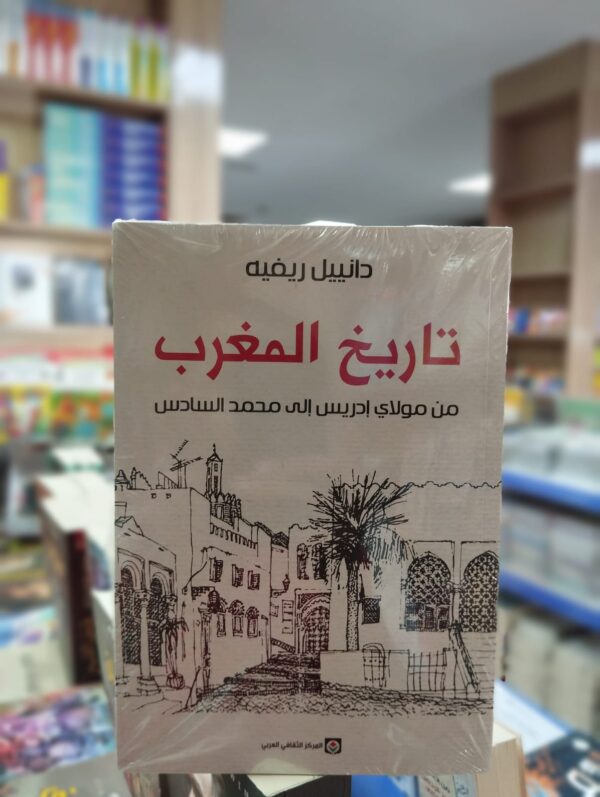 دانييل ريفيه
تاريخ المغرب
من مولاي إدريس إلى محمد السادس
المركز الثقافي العربي